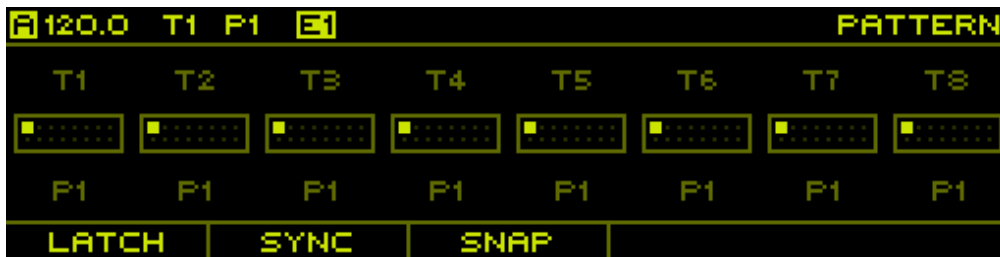 A 120.0 T1 P1 E1 PATTERN
T1 T2 T3 T4 T5 T6 T7 T8
P1 P1 P1 P1 P1 P1 P1 P1
LATCH SYNC SNAP